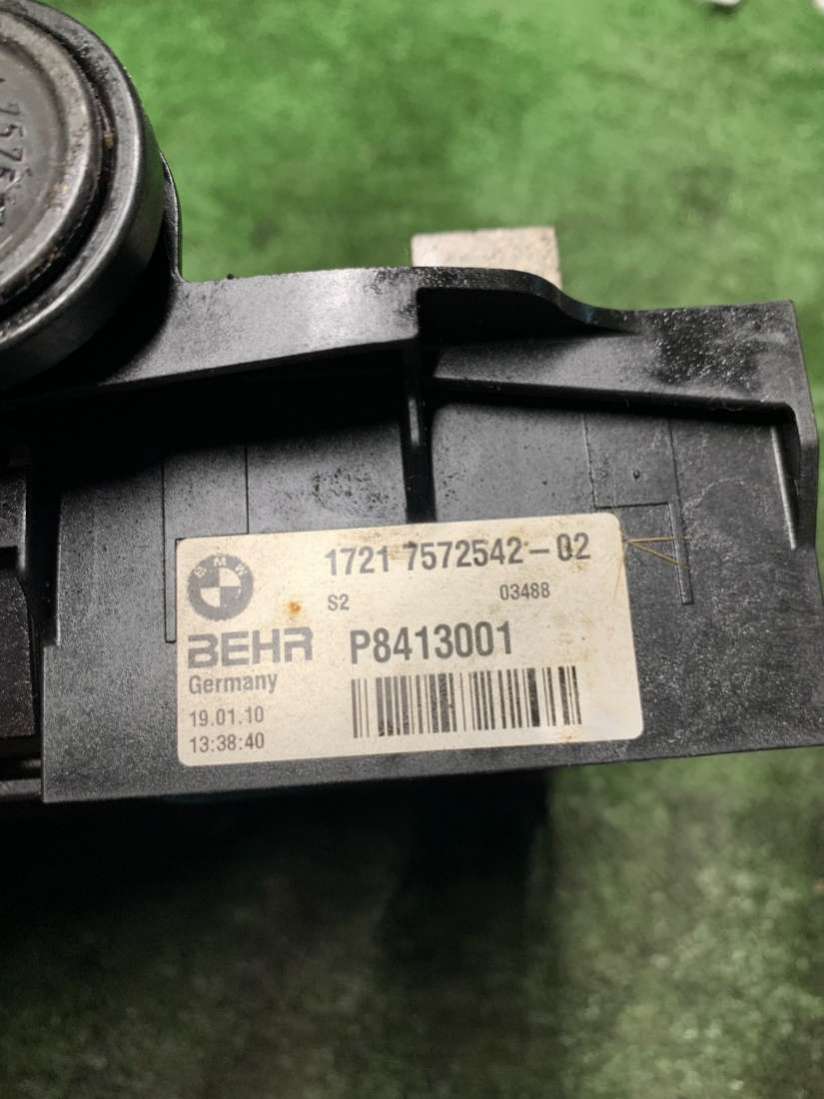 BMW
1721 7572542-02
S2 03488
BEHR P8413001
Germany
19.01.10
13:38:40